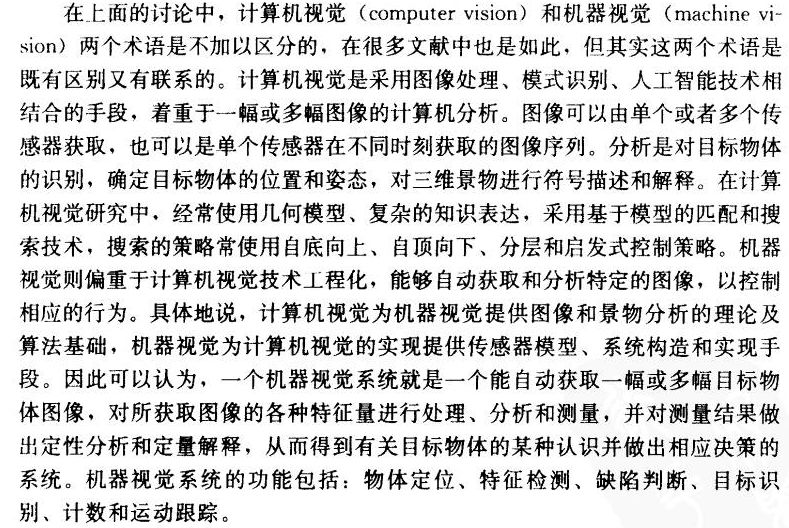 在上面的讨论中，计算机视觉（computer vision）和机器视觉（machine vi-
sion）两个术语是不加以区分的，在很多文献中也是如此，但其实这两个术语是
既有区别又有联系的。计算机视觉是采用图像处理、模式识别、人工智能技术相
结合的手段，着重于一幅或多幅图像的计算机分析。图像可以由单个或者多个传
感器获取，也可以是单个传感器在不同时刻获取的图像序列。分析是对目标物体
的识别，确定目标物体的位置和姿态，对三维景物进行符号描述和解释。在计算
机视觉研究中，经常使用几何模型、复杂的知识表达，采用基于模型的匹配和搜
索技术，搜索的策略常使用自底向上、自顶向下、分层和启发式控制策略。机器
视觉则偏重于计算机视觉技术工程化，能够自动获取和分析特定的图像，以控制
相应的行为。具体地说，计算机视觉为机器视觉提供图像和景物分析的理论及
算法基础，机器视觉为计算机视觉的实现提供传感器模型、系统构造和实现手
段。因此可以认为，一个机器视觉系统就是一个能自动获取一幅或多幅目标物
体图像，对所获取图像的各种特征量进行处理、分析和测量，并对测量结果做
出定性分析和定量解释，从而得到有关目标物体的某种认识并做出相应决策的
系统。机器视觉系统的功能包括：物体定位、特征检测、缺陷判断、目标识
别、计数和运动跟踪。